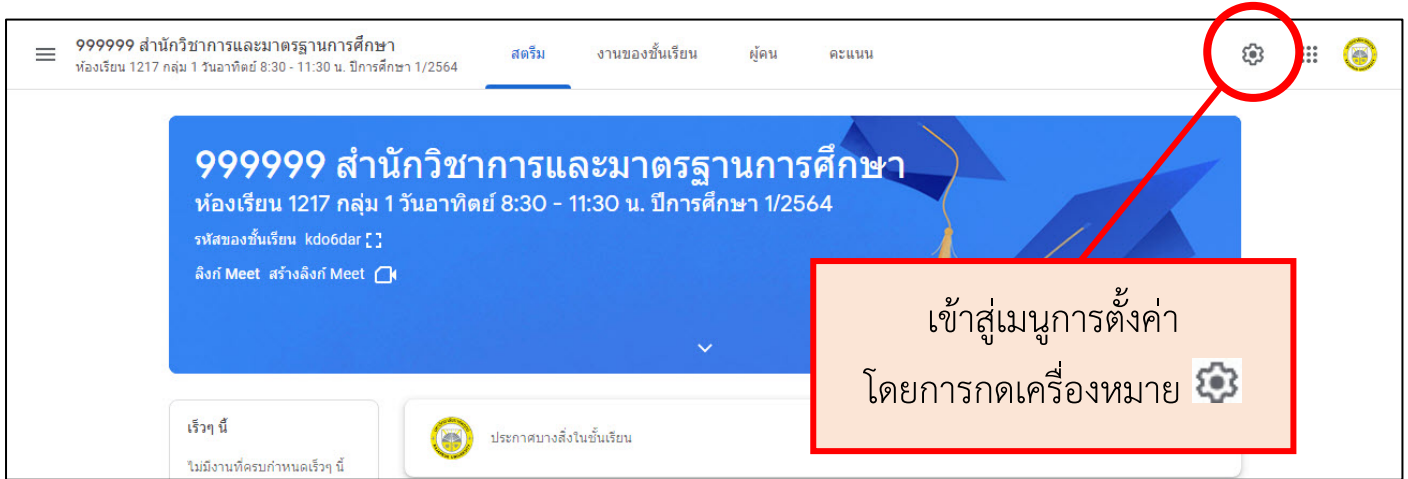 999999 สำนักวิชาการและมาตรฐานการศึกษา
ห้องเรียน 1217 กลุ่ม 1 วันอาทิตย์ 8:30 - 11:30 น. ปีการศึกษา 1/2564
สตรีม งานของชั้นเรียน ผู้คน คะแนน
999999 สำนักวิชาการและมาตรฐานการศึกษา
ห้องเรียน 1217 กลุ่ม 1 วันอาทิตย์ 8:30 - 11:30 น. ปีการศึกษา 1/2564
รหัสของชั้นเรียน kdo6dar
ลิงก์ Meet สร้างลิงก์ Meet
เข้าสู่เมนูการตั้งค่า
โดยการกดเครื่องหมาย
เร็วๆ นี้
ไม่มีงานที่ครบกำหนดเร็วๆ นี้
ประกาศบางสิ่งในชั้นเรียน